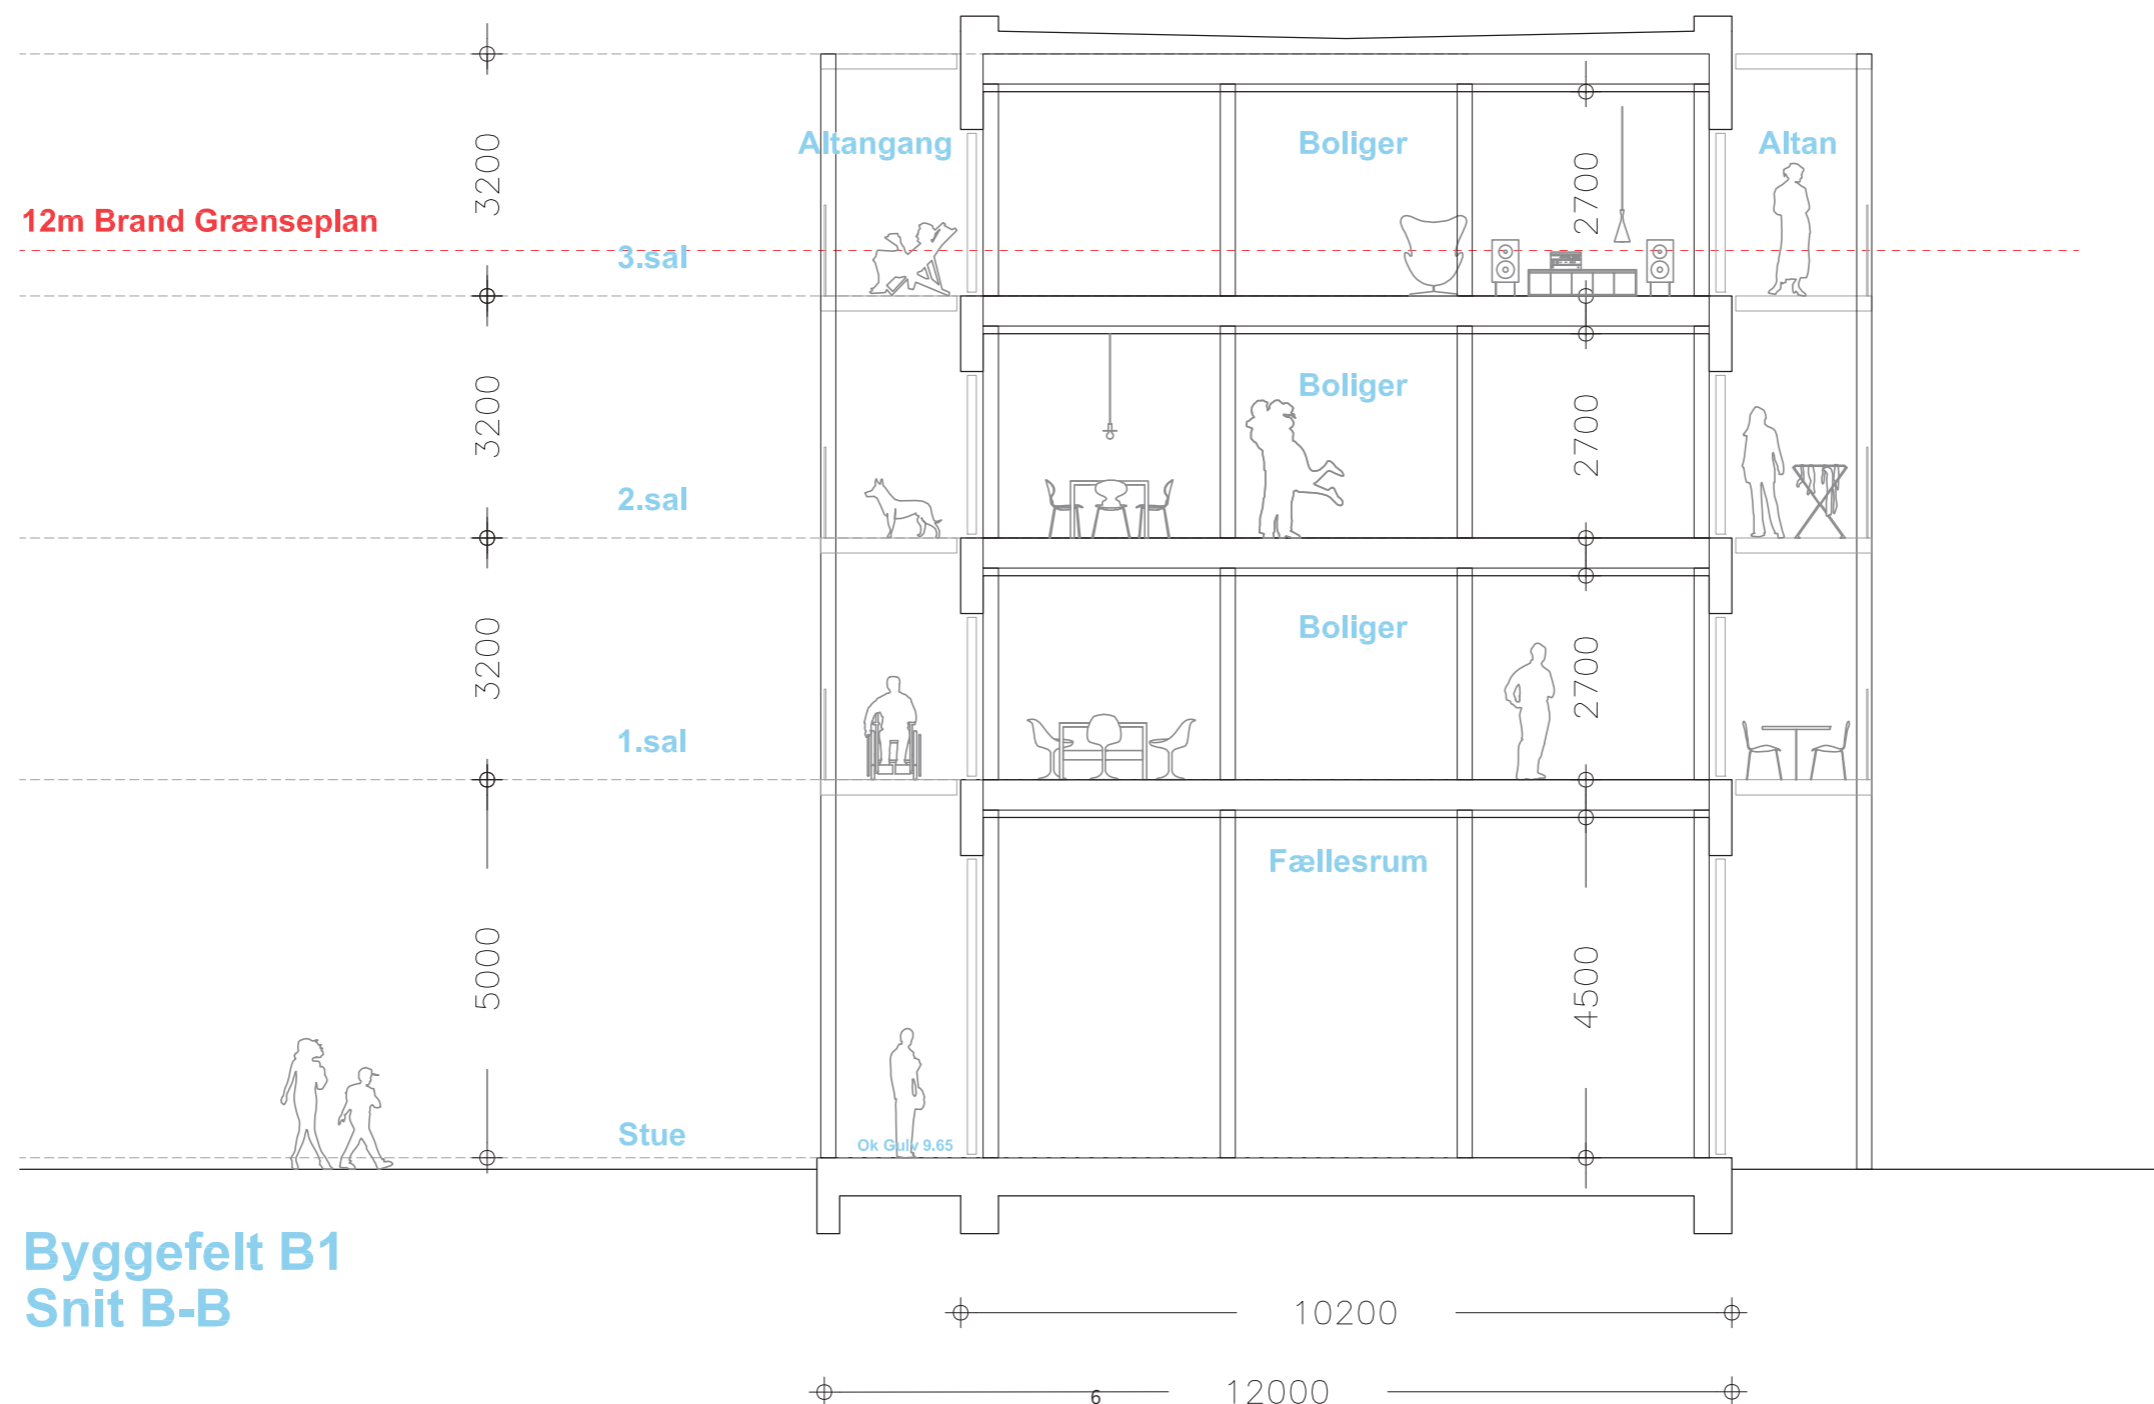 Altangang
Boliger
Altan
3200
2700
12m Brand Grænseplan
3.sal
Boliger
3200
2700
2.sal
Boliger
3200
2700
1.sal
Fællesrum
5000
4500
Stue
Ok Gulv 9.65
Byggefelt B1
Snit B-B
10200
12000
6